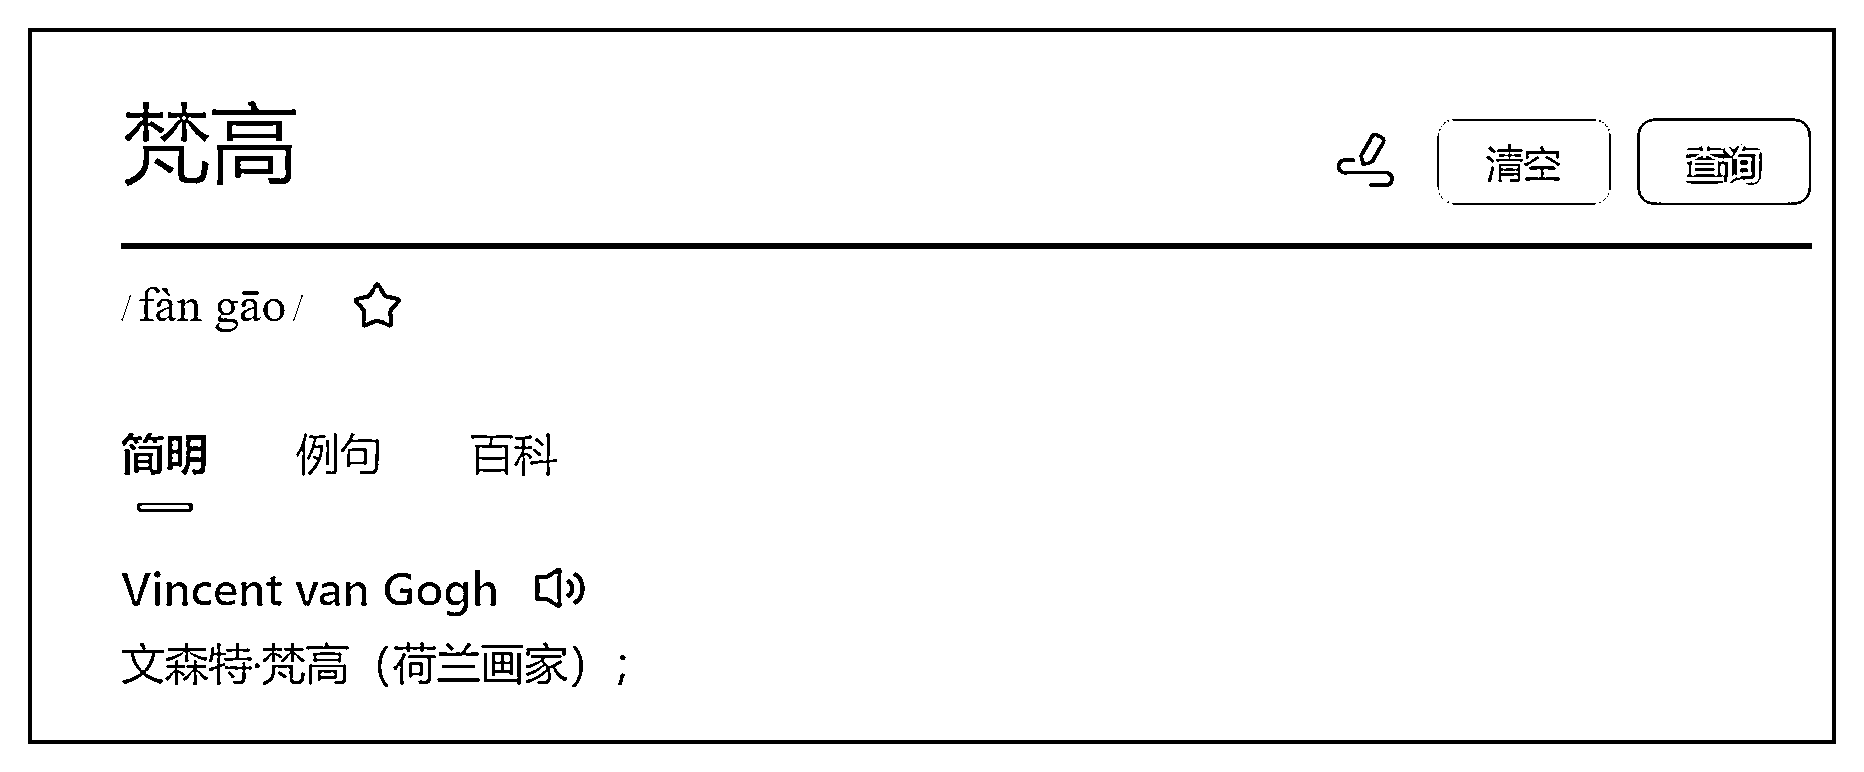 梵高
清空 查询
/ fàn gāo /
简明 例句 百科
Vincent van Gogh
文森特·梵高（荷兰画家）；